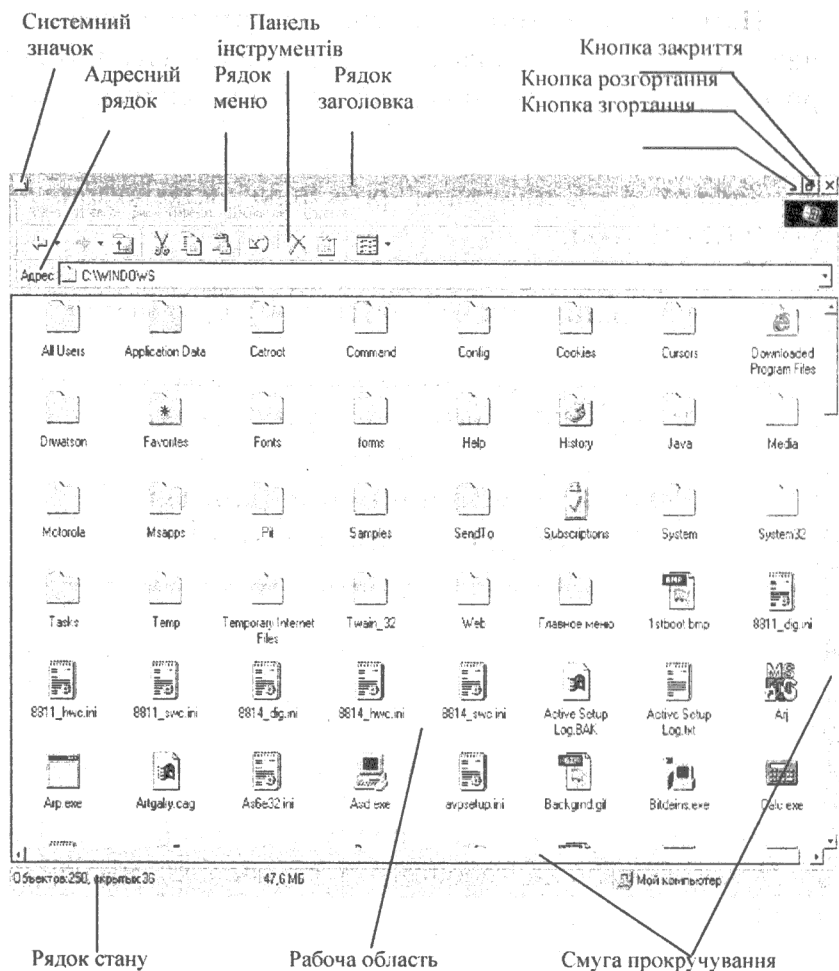 Системний значок
Панель інструментів
Кнопка закриття
Адресний рядок
Рядок меню
Рядок заголовка
Кнопка розгортання
Кнопка згортання
Адрес C:\WINDOWS
All Users Application Data Catroot Command Config Cookies Cursors Downloaded Program Files
Drwatson Favorites Fonts forms Help History Java Media
Motorola Msapps Pif Samples SendTo Subscriptions System System32
Tasks Temp Temporary Internet Files Twain_32 Web Главное меню 1stboot.bmp 8811_dig.ini
8811_hwc.ini 8811_swc.ini 8814_dig.ini 8814_hwc.ini 8814_swc.ini Active Setup Log.BAK Active Setup Log.txt Arj
Arp.exe Artgalry.cag As6e32.ini Asd.exe avpsetup.ini Backgrnd.gif Calc.exe
Объектов:250, скрытых:36 47,6 МБ Мой компьютер
Рядок стану Рабоча область Смуга прокручування